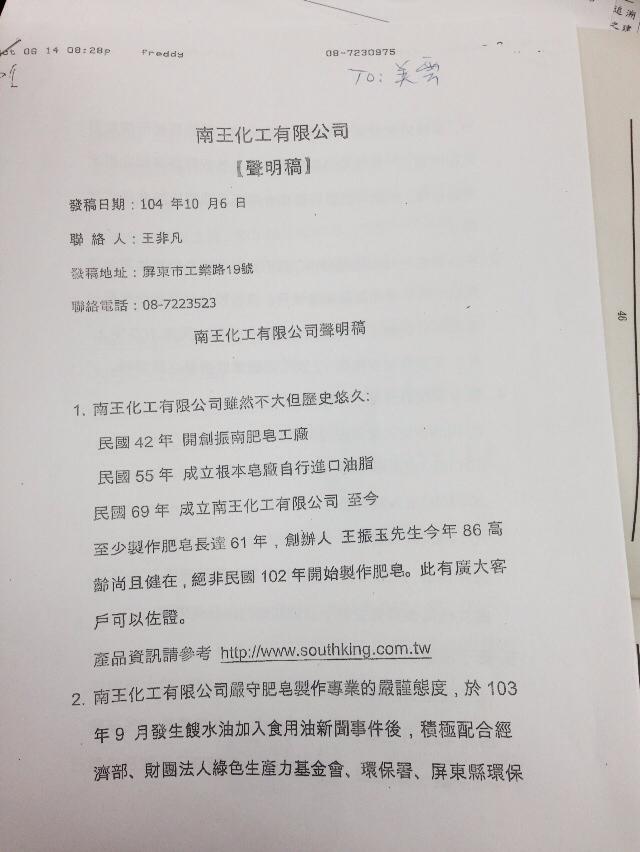 06 14 08:28p freddy 08-7230975
TO: 美雲
南王化工有限公司
【聲明稿】
發稿日期：104 年10 月6 日
聯 絡 人：王非凡
發稿地址：屏東市工業路19號
聯絡電話：08-7223523
南王化工有限公司聲明稿
1. 南王化工有限公司雖然不大但歷史悠久:
民國 42 年 開創振南肥皂工廠
民國 55 年 成立根本皂廠自行進口油脂
民國 69 年 成立南王化工有限公司 至今
至少製作肥皂長達 61 年，創辦人 王振玉先生今年 86 高
齡尚且健在，絕非民國 102 年開始製作肥皂。此有廣大客
戶可以佐證。
產品資訊請參考 http://www.southking.com.tw
2. 南王化工有限公司嚴守肥皂製作專業的嚴謹態度，於 103
年 9 月發生餿水油加入食用油新聞事件後，積極配合經
濟部、財團法人綠色生產力基金會、環保署、屏東縣環保
追溯
之建
46